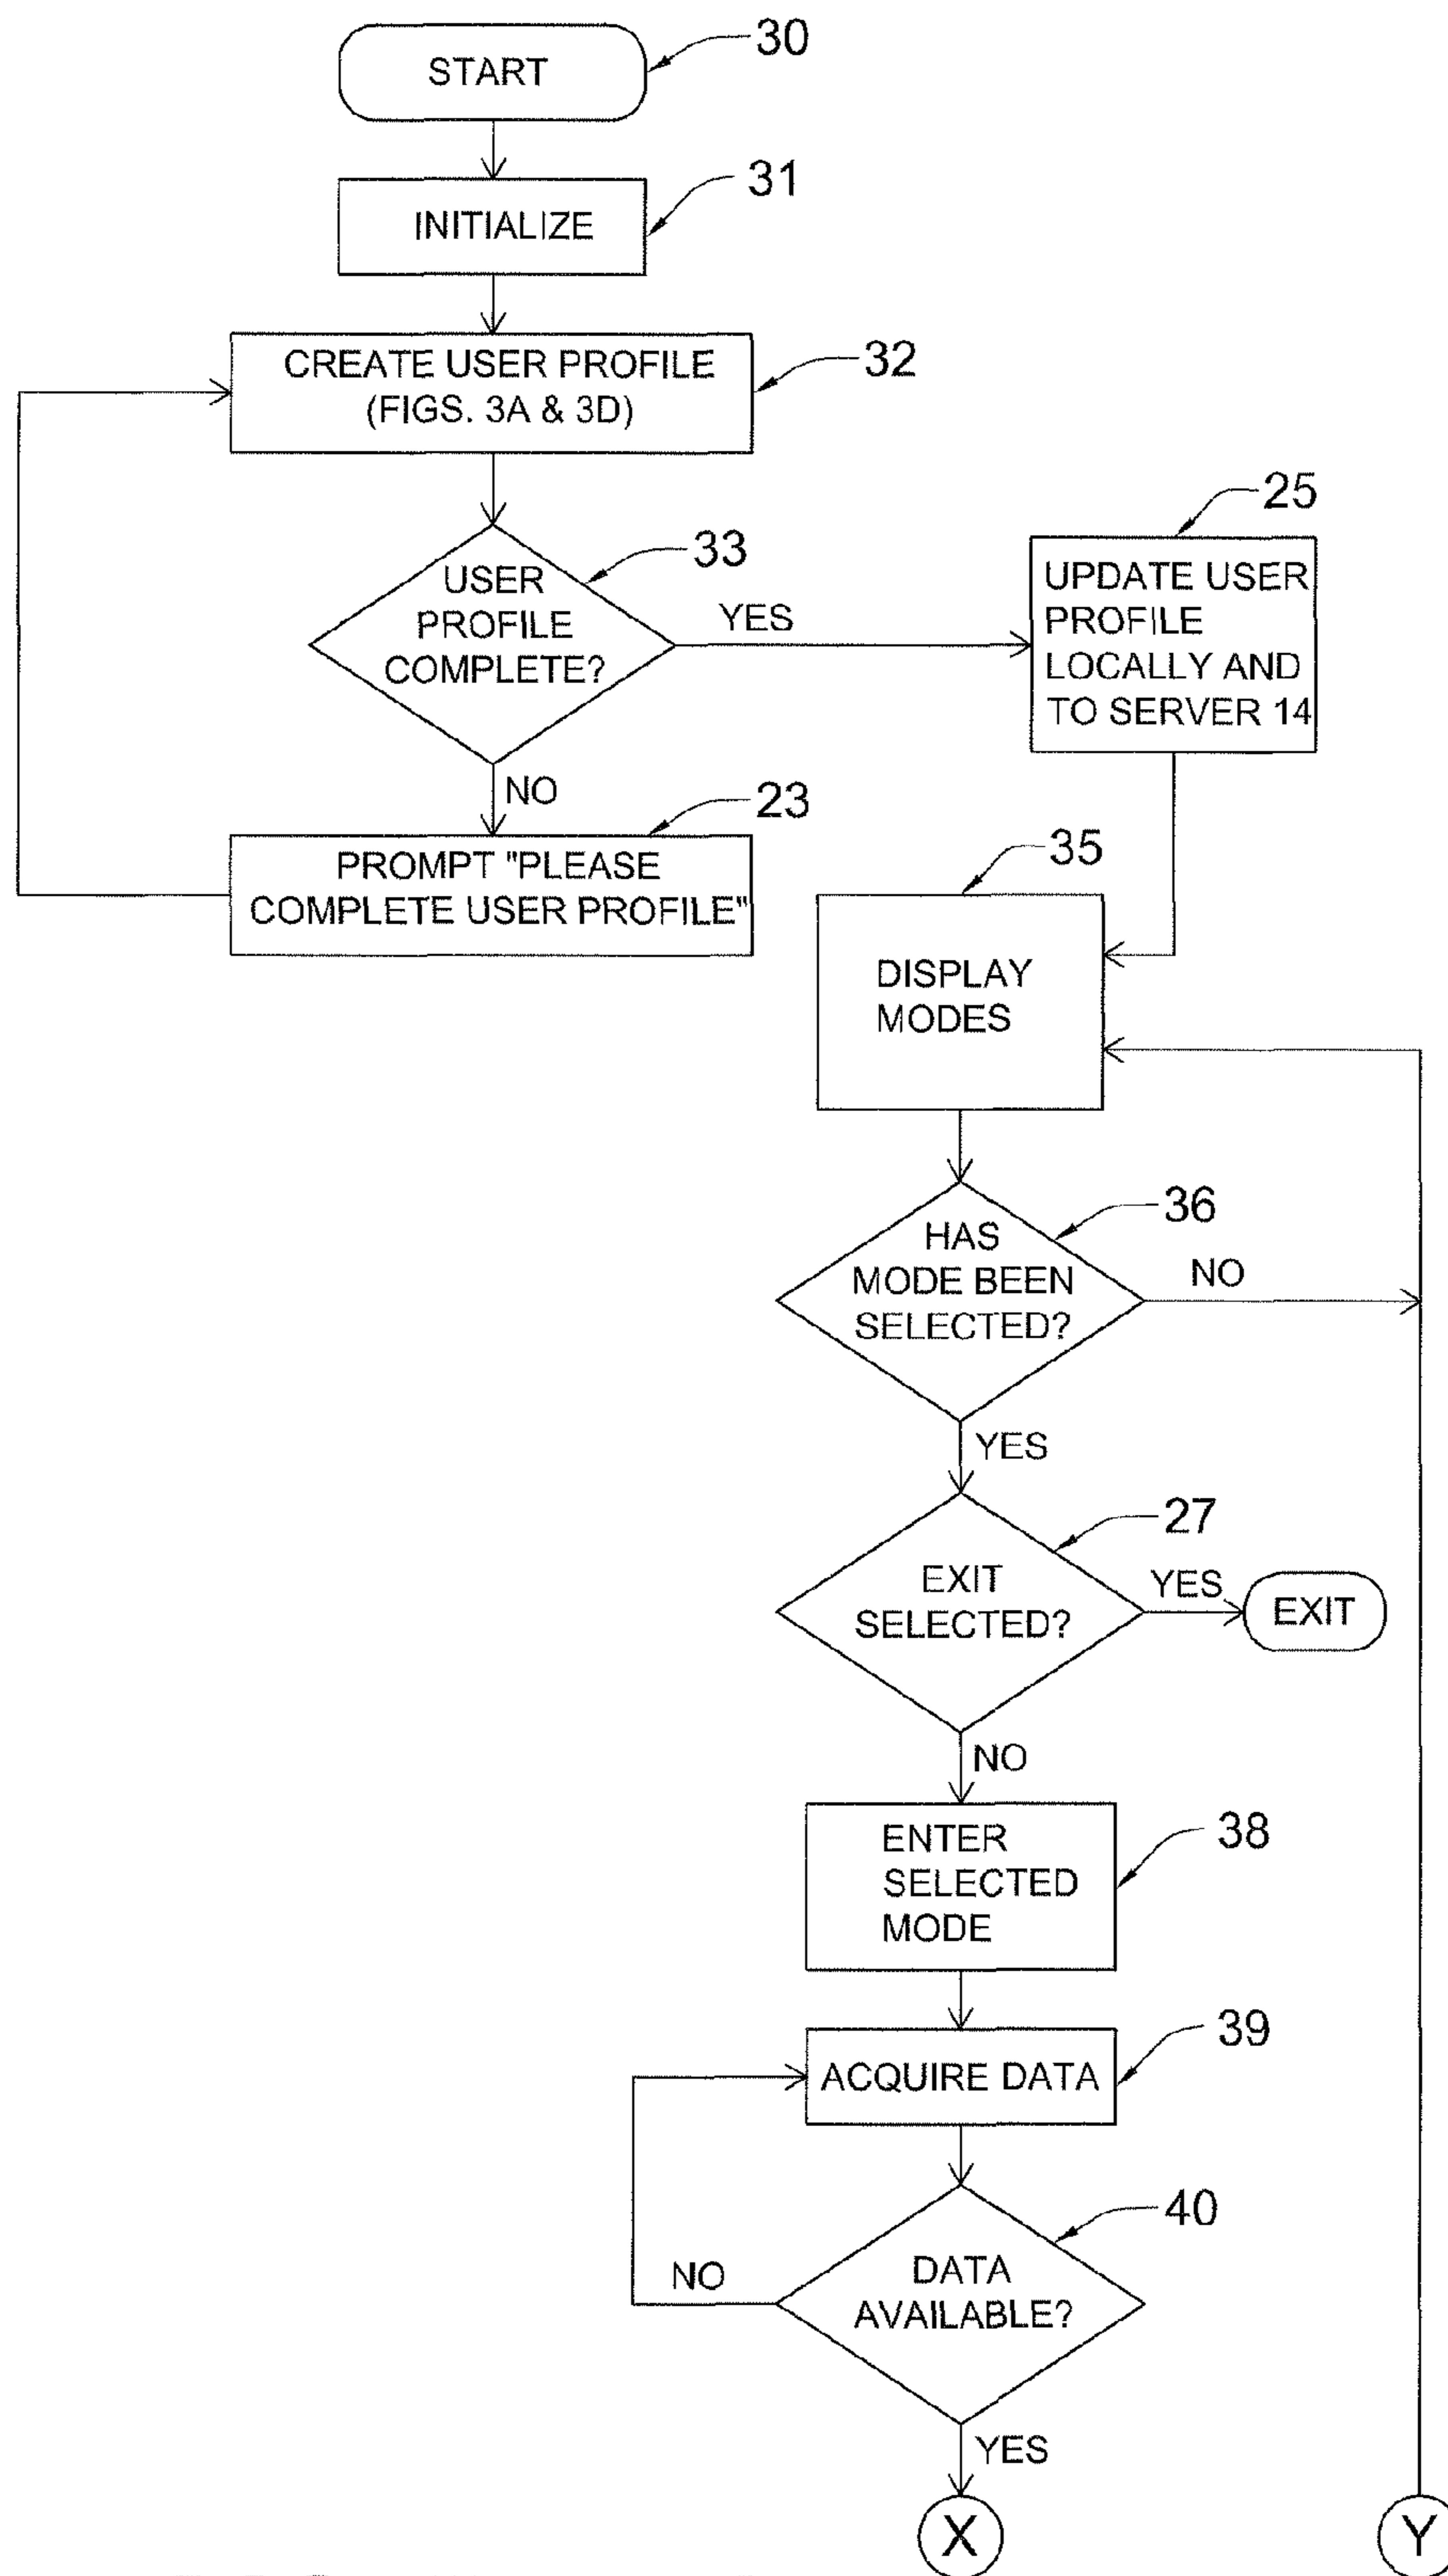 START
30
INITIALIZE
31
CREATE USER PROFILE
(FIGS. 3A & 3D)
32
USER
PROFILE
COMPLETE?
33
YES
NO
25
UPDATE USER
PROFILE
LOCALLY AND
TO SERVER 14
23
PROMPT "PLEASE
COMPLETE USER PROFILE"
35
DISPLAY
MODES
36
HAS
MODE BEEN
SELECTED?
NO
YES
27
EXIT
SELECTED?
YES
EXIT
NO
38
ENTER
SELECTED
MODE
39
ACQUIRE DATA
40
DATA
AVAILABLE?
NO
YES
X
Y